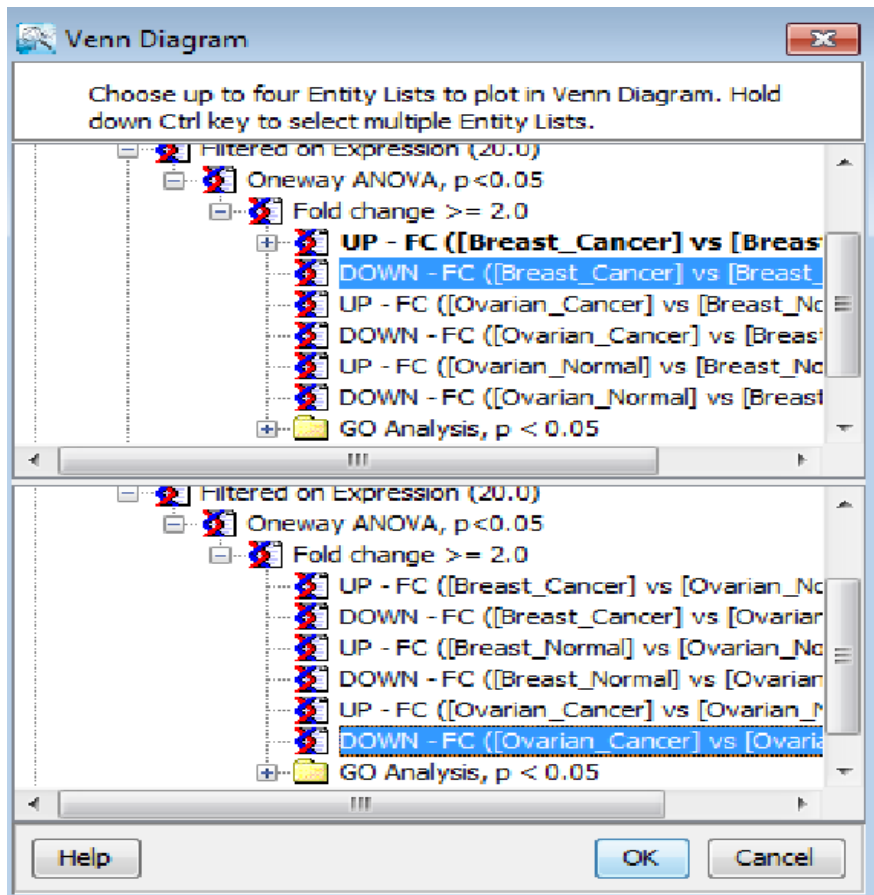 Venn Diagram
Choose up to four Entity Lists to plot in Venn Diagram. Hold
down Ctrl key to select multiple Entity Lists.
Filtered on Expression (20.0)
Oneway ANOVA, p<0.05
Fold change >= 2.0
UP - FC ([Breast_Cancer] vs [Breast
DOWN - FC ([Breast_Cancer] vs [Breast_
UP - FC ([Ovarian_Cancer] vs [Breast_No
DOWN - FC ([Ovarian_Cancer] vs [Breast
UP - FC ([Ovarian_Normal] vs [Breast_No
DOWN - FC ([Ovarian_Normal] vs [Breast
GO Analysis, p < 0.05
Filtered on Expression (20.0)
Oneway ANOVA, p<0.05
Fold change >= 2.0
UP - FC ([Breast_Cancer] vs [Ovarian_No
DOWN - FC ([Breast_Cancer] vs [Ovarian
UP - FC ([Breast_Normal] vs [Ovarian_No
DOWN - FC ([Breast_Normal] vs [Ovarian
UP - FC ([Ovarian_Cancer] vs [Ovarian_N
DOWN - FC ([Ovarian_Cancer] vs [Ovaria
GO Analysis, p < 0.05
Help OK Cancel